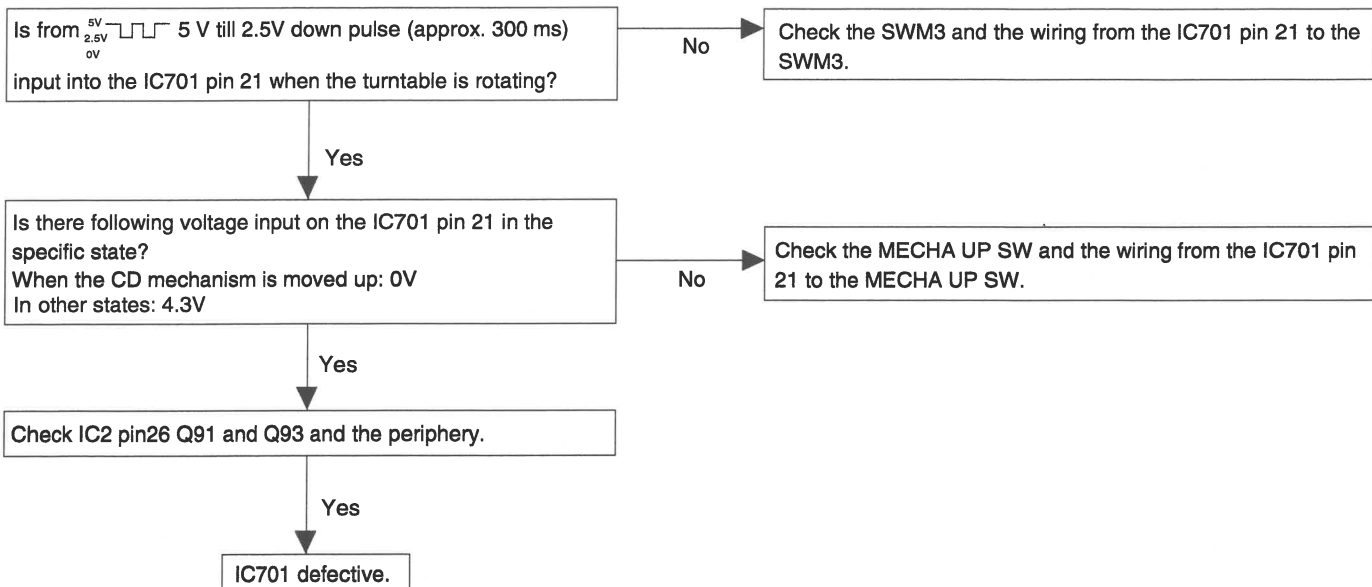 Is from 5V 2.5V 0V 5 V till 2.5V down pulse (approx. 300 ms)
input into the IC701 pin 21 when the turntable is rotating?
No
Check the SWM3 and the wiring from the IC701 pin 21 to the
SWM3.
Yes
Is there following voltage input on the IC701 pin 21 in the
specific state?
When the CD mechanism is moved up: 0V
In other states: 4.3V
No
Check the MECHA UP SW and the wiring from the IC701 pin
21 to the MECHA UP SW.
Yes
Check IC2 pin26 Q91 and Q93 and the periphery.
Yes
IC701 defective.